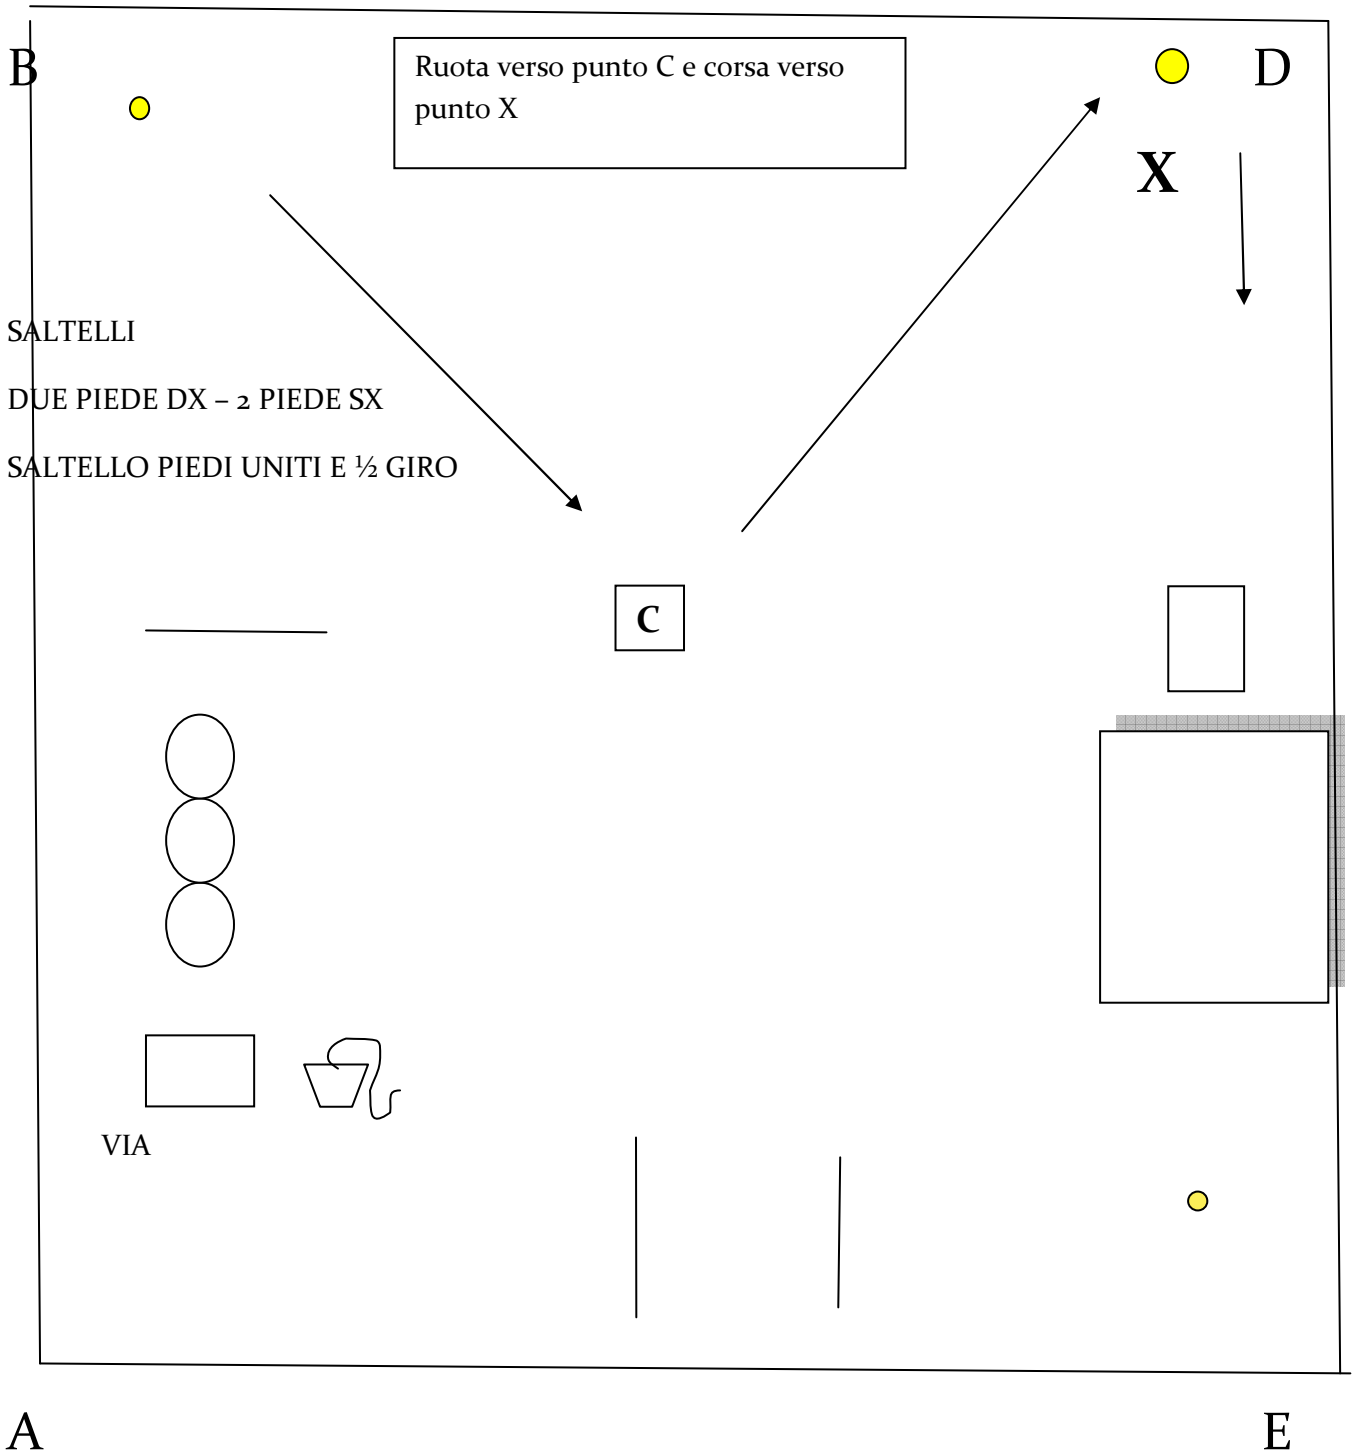 B
Ruota verso punto C e corsa verso
punto X
D
X
SALTELLI
DUE PIEDE DX – 2 PIEDE SX
SALTELLO PIEDI UNITI E ½ GIRO
C
VIA
A
E